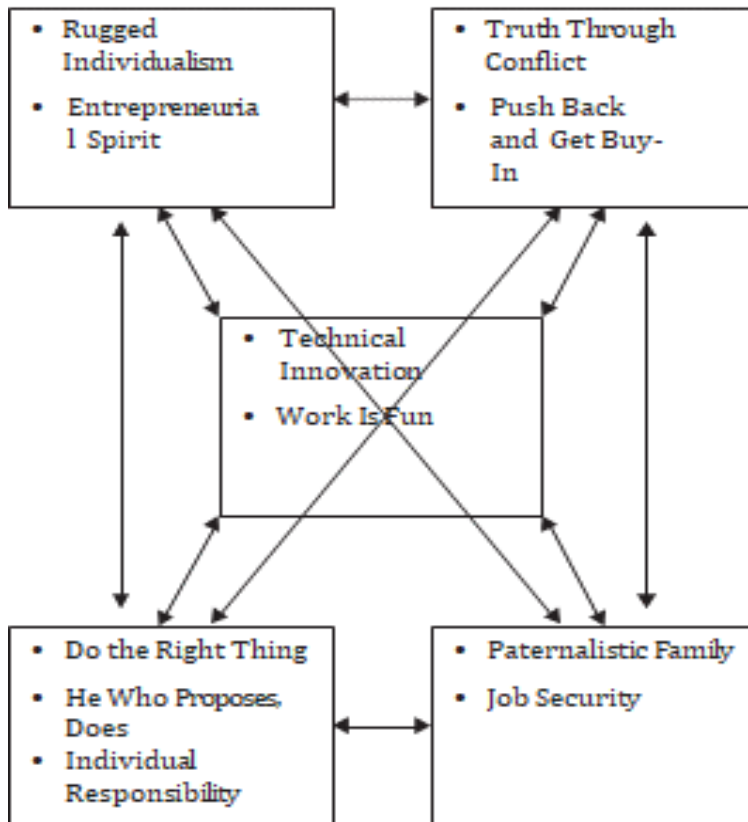 • Rugged
Individualism
• Entrepreneuria
l Spirit
• Truth Through
Conflict
• Push Back
and Get Buy-
In
• Technical
Innovation
• Work Is Fun
• Do the Right Thing
• He Who Proposes,
Does
• Individual
Responsibility
• Paternalistic Family
• Job Security